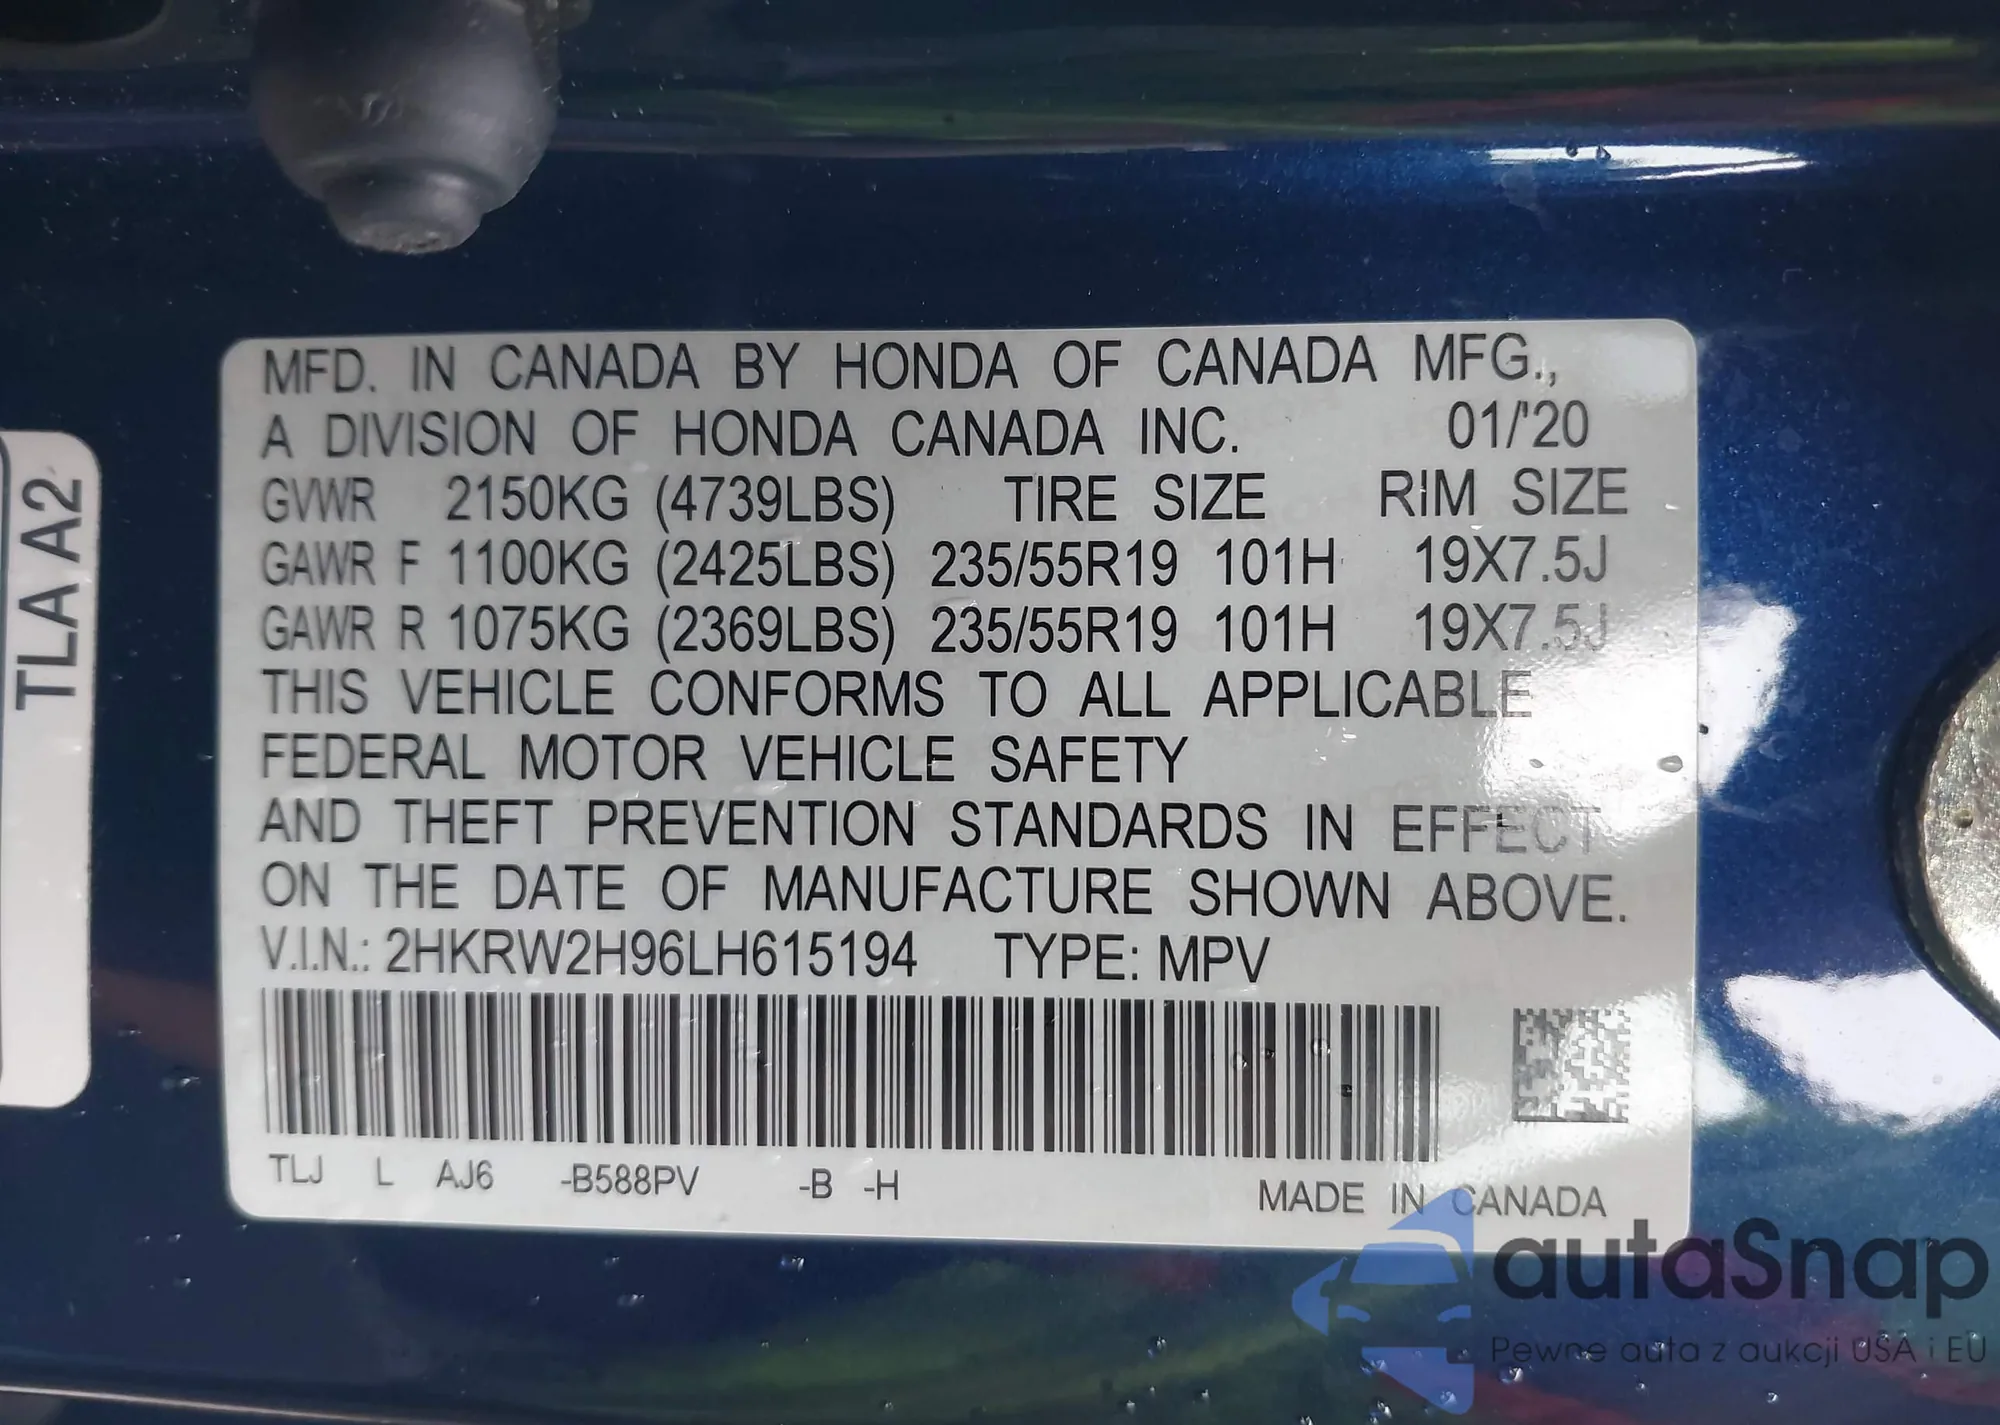 MFD. IN CANADA BY HONDA OF CANADA MFG.,
A DIVISION OF HONDA CANADA INC. 01/'20
GVWR 2150KG (4739LBS) TIRE SIZE RIM SIZE
GAWR F 1100KG (2425LBS) 235/55R19 101H 19X7.5J
GAWR R 1075KG (2369LBS) 235/55R19 101H 19X7.5J
THIS VEHICLE CONFORMS TO ALL APPLICABLE
FEDERAL MOTOR VEHICLE SAFETY
AND THEFT PREVENTION STANDARDS IN EFFECT
ON THE DATE OF MANUFACTURE SHOWN ABOVE.
V.I.N.: 2HKRW2H96LH615194 TYPE: MPV
TLJ L AJ6 -B588PV -B -H
MADE IN CANADA
TLA A2
autaSnap
Pewne auta z aukcji USA i EU